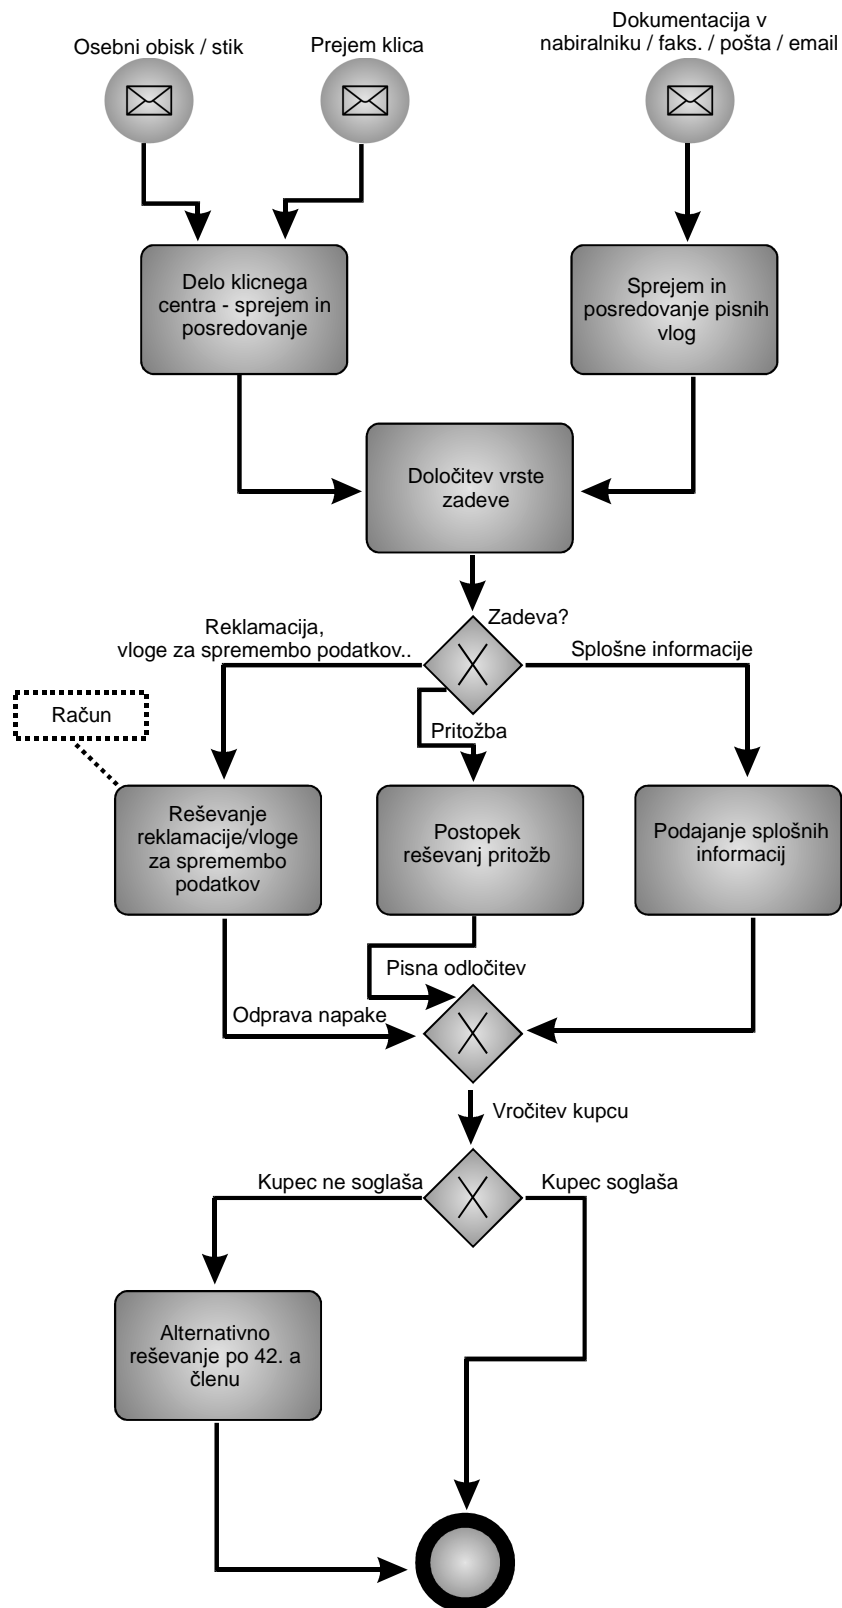 Osebni obisk / stik
Prejem klica
Dokumentacija v
nabiralniku / faks. / pošta / email
Delo klicnega
centra - sprejem in
posredovanje
Sprejem in
posredovanje pisnih
vlog
Določitev vrste
zadeve
Zadeva?
Reklamacija,
vloge za spremembo podatkov..
Splošne informacije
Račun
Pritožba
Reševanje
reklamacije/vloge
za spremembo
podatkov
Postopek
reševanj pritožb
Podajanje splošnih
informacij
Pisna odločitev
Odprava napake
Vročitev kupcu
Kupec ne soglaša
Kupec soglaša
Alternativno
reševanje po 42. a
členu